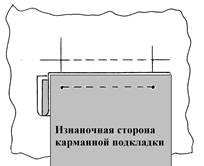 Изнаночная сторона
карманной подкладки